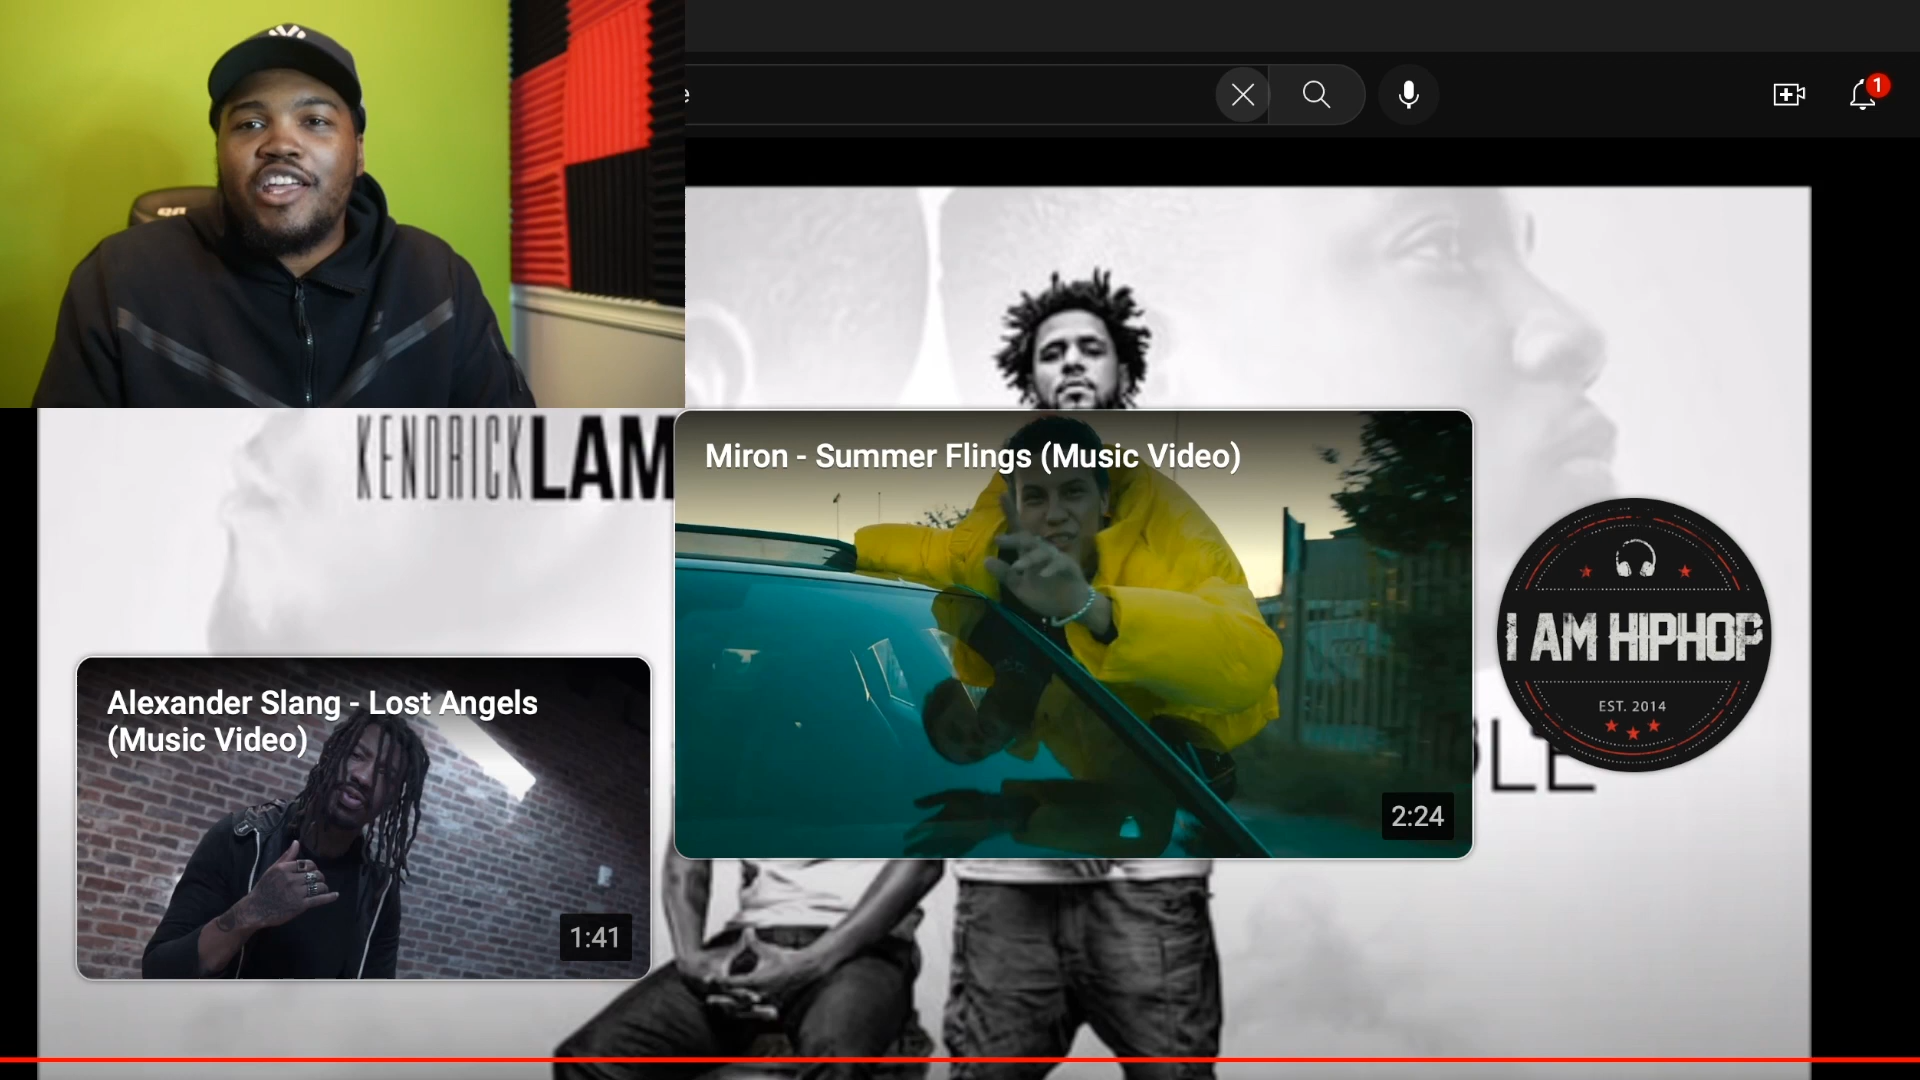 e
1
KENDRICK LAM
Miron - Summer Flings (Music Video)
2:24
Alexander Slang - Lost Angels
(Music Video)
1:41
I AM HIPHOP
EST. 2014
LE